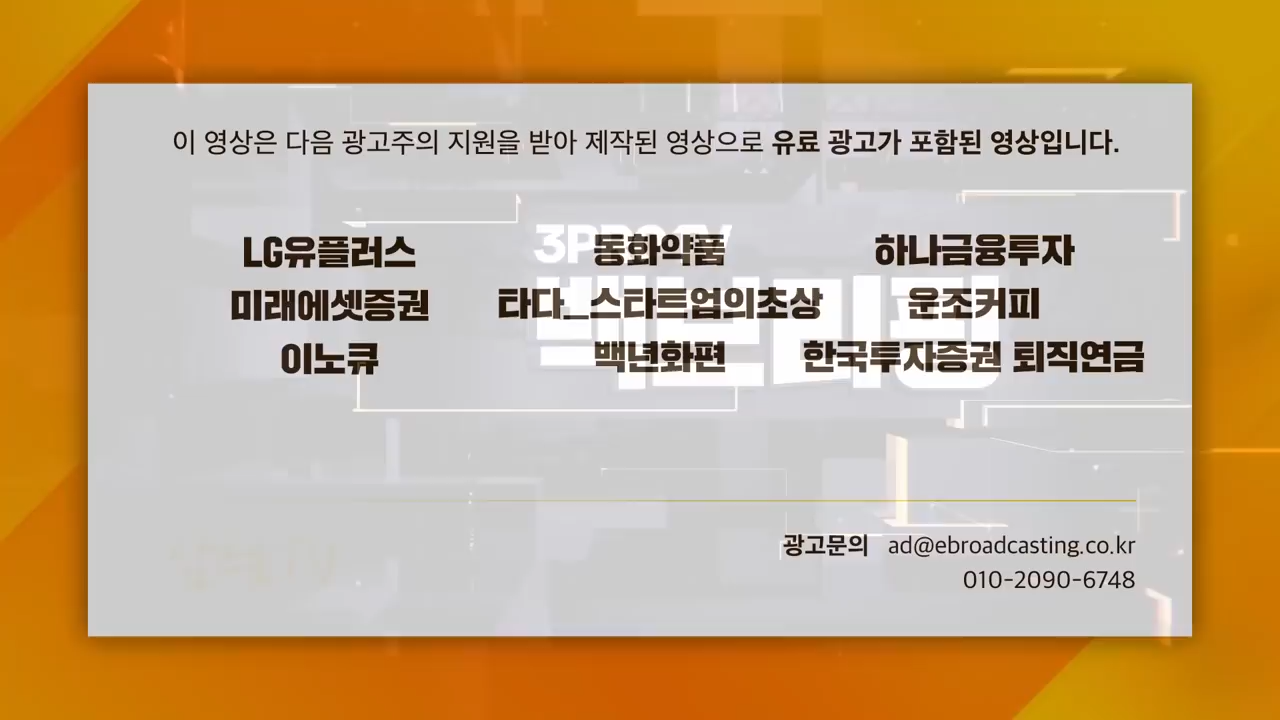 이 영상은 다음 광고주의 지원을 받아 제작된 영상으로 유료 광고가 포함된 영상입니다.
LG유플러스 동화약품 하나금융투자
미래에셋증권 타다_스타트업의초상 운조커피
이노큐 백년화편 한국투자증권 퇴직연금
광고문의 ad@ebroadcasting.co.kr
010-2090-6748